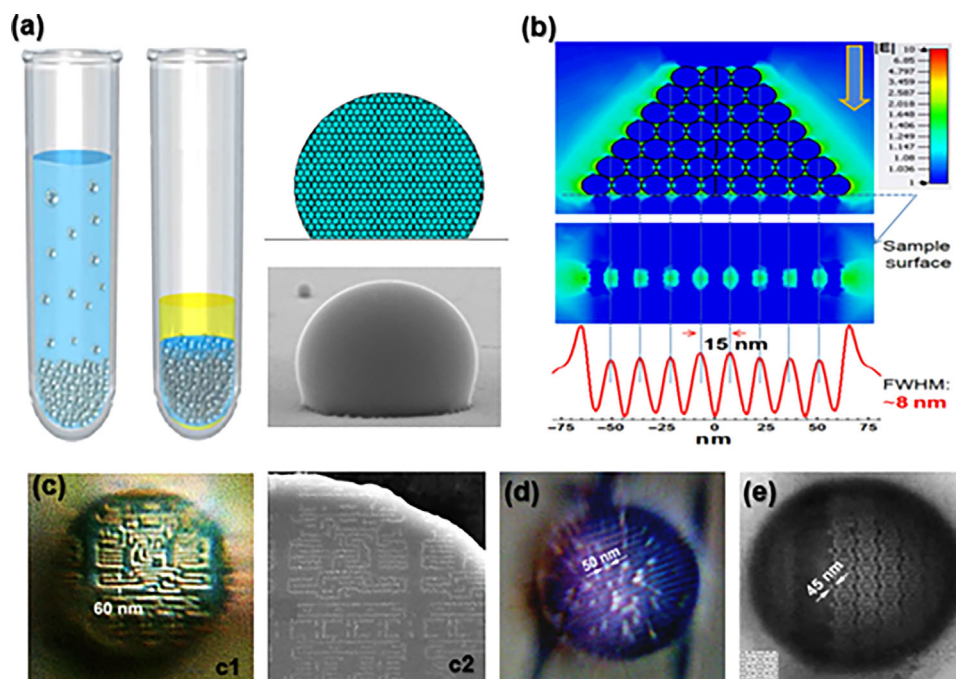 (a)
(b)
|E|
10
6.85
4.797
3.459
2.587
2.018
1.648
1.406
1.249
1.147
1.08
1.036
1
Sample
surface
15 nm
FWHM:
~8 nm
-75
-50
-25
0
25
50
75
nm
(c)
60 nm
c1
c2
(d)
50 nm
(e)
45 nm